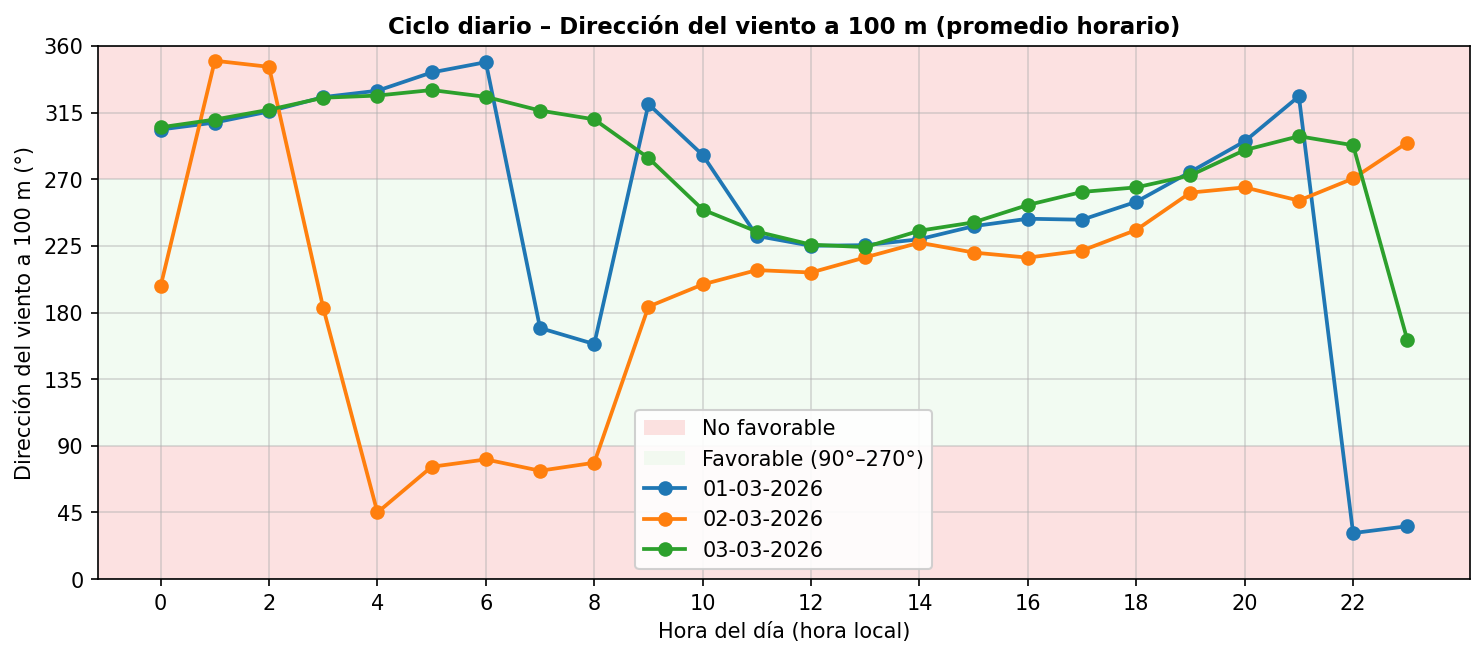 Ciclo diario – Dirección del viento a 100 m (promedio horario)
Dirección del viento a 100 m (°)
360
315
270
225
180
135
90
45
0
No favorable
Favorable (90°–270°)
01-03-2026
02-03-2026
03-03-2026
0 2 4 6 8 10 12 14 16 18 20 22
Hora del día (hora local)